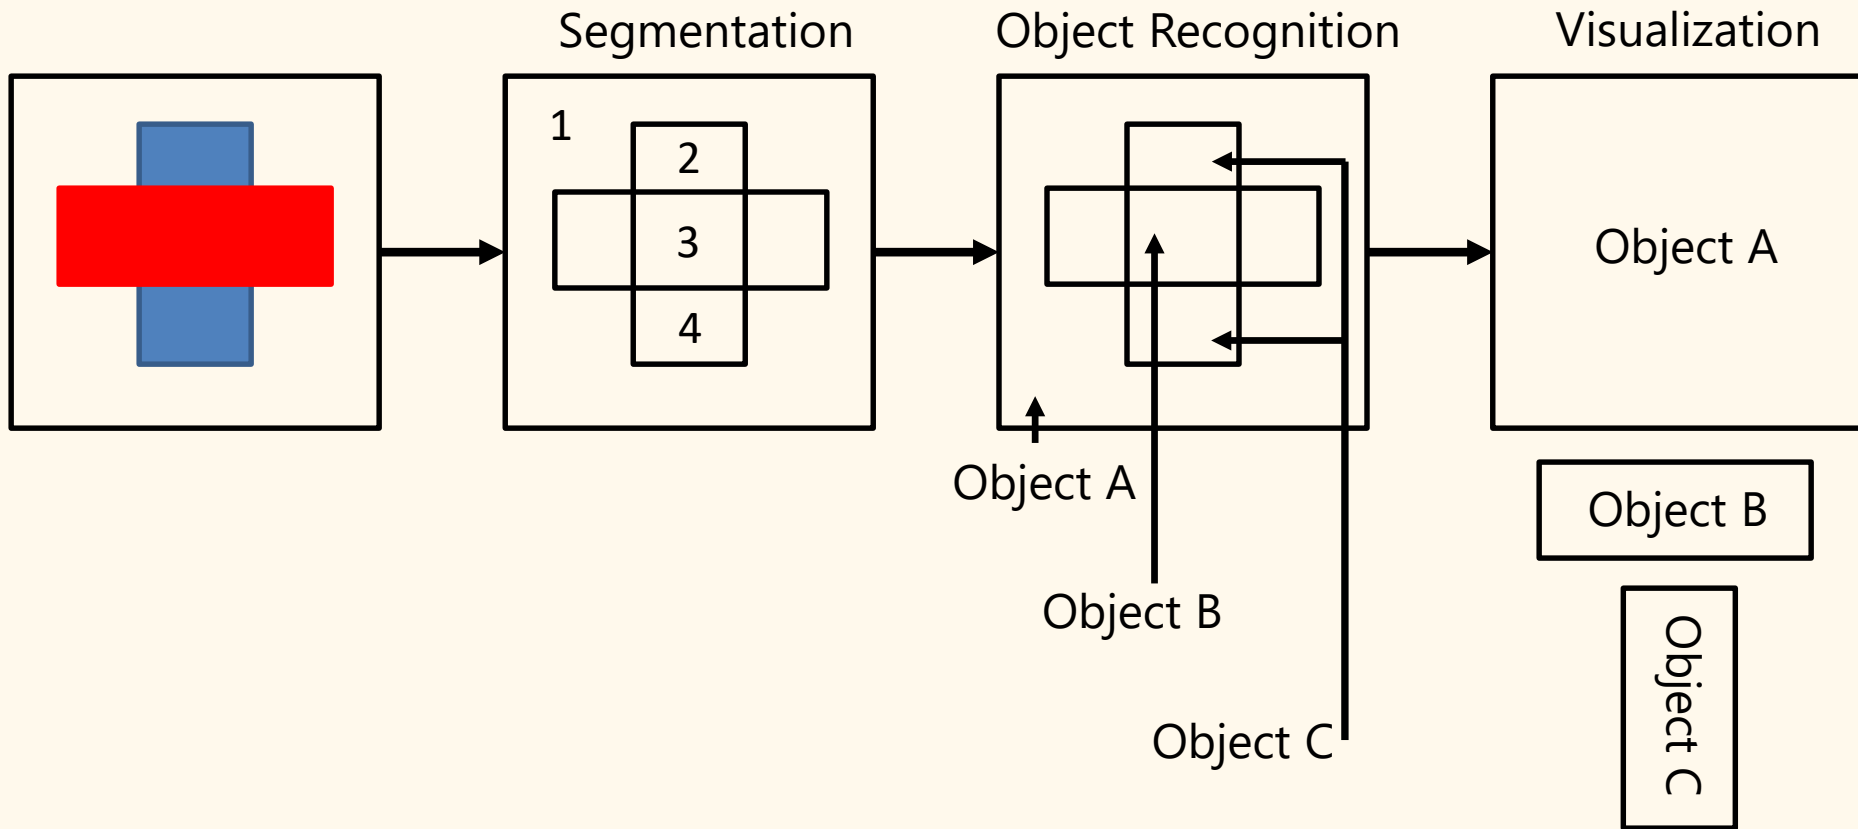 Segmentation
Object Recognition
Visualization
1
2
3
4
Object A
Object B
Object C
Object A
Object B
Object C